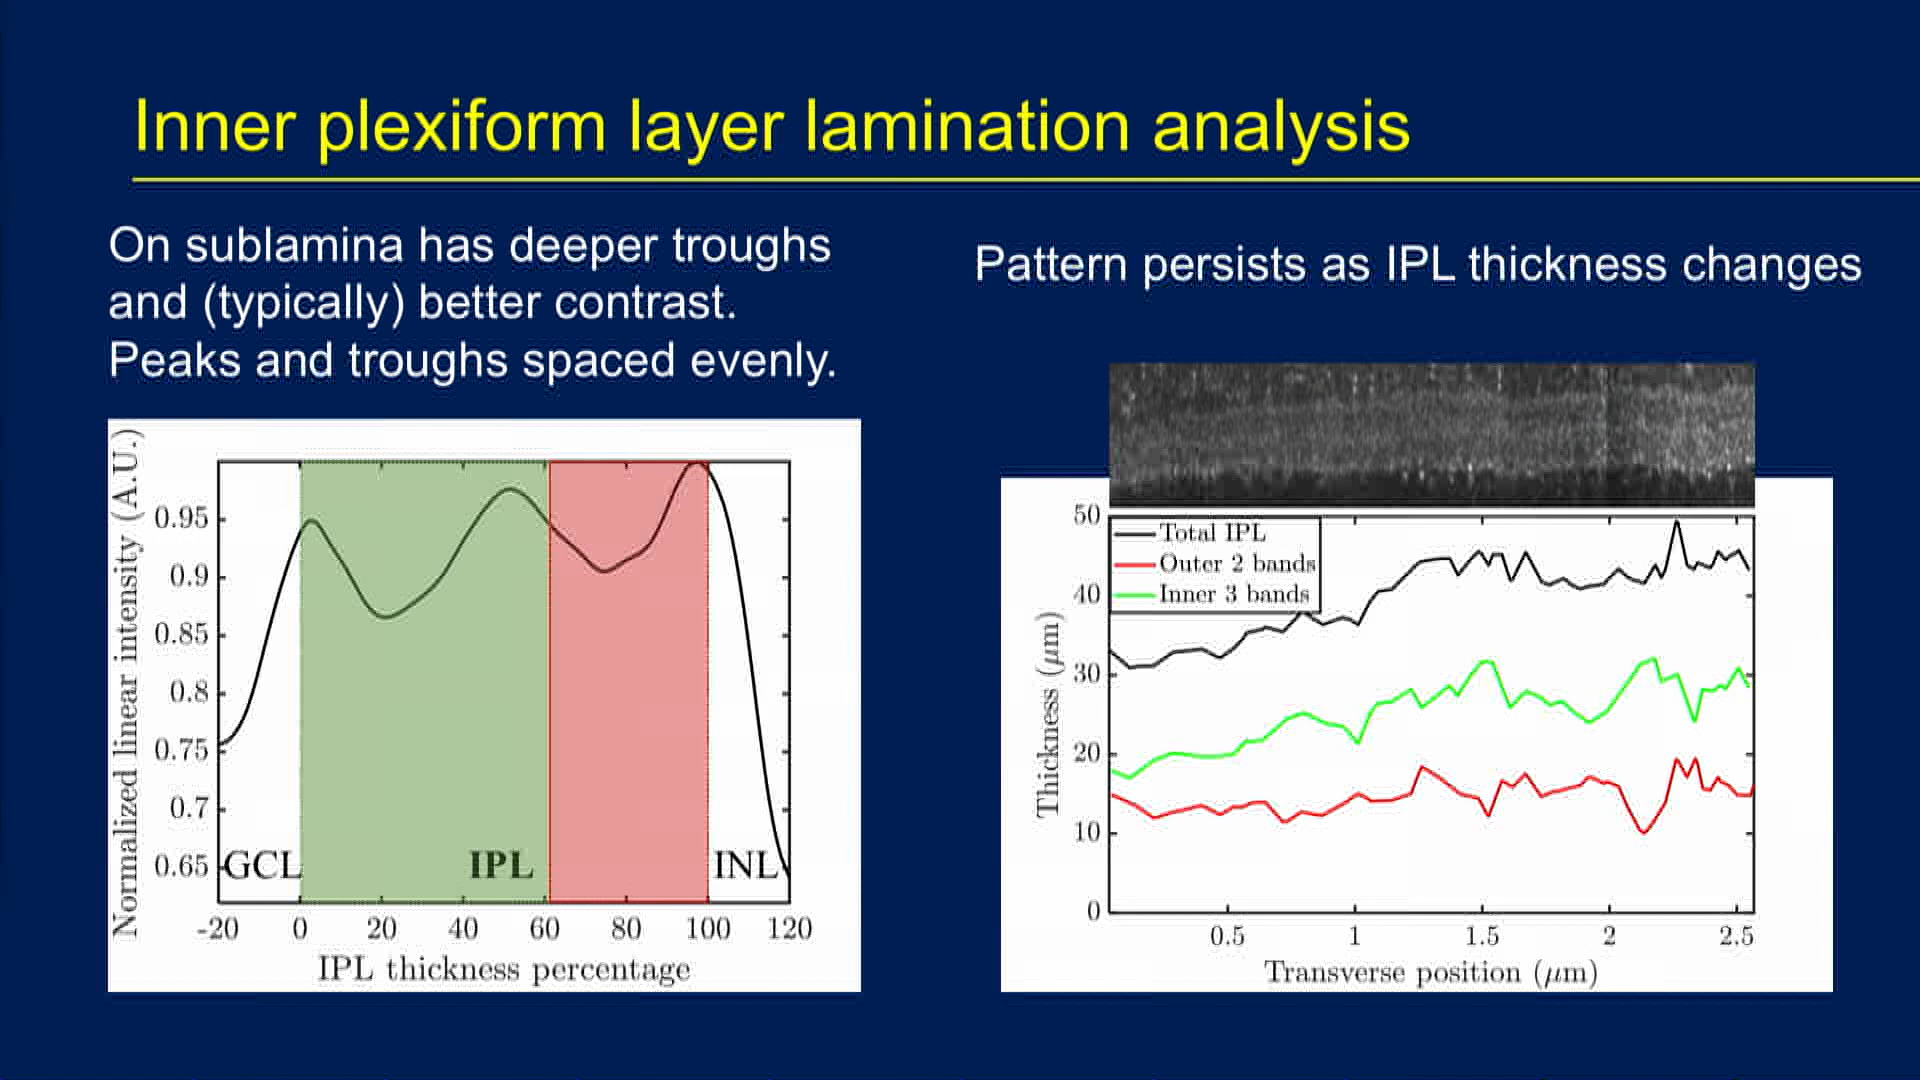 Inner plexiform layer lamination analysis
On sublamina has deeper troughs
and (typically) better contrast.
Peaks and troughs spaced evenly.
Pattern persists as IPL thickness changes
Normalized linear intensity (A.U.)
0.95
0.9
0.85
0.8
0.75
0.7
0.65
GCL IPL INL
-20 0 20 40 60 80 100 120
IPL thickness percentage
Total IPL
Outer 2 bands
Inner 3 bands
Thickness (μm)
50
40
30
20
10
0
0.5 1 1.5 2 2.5
Transverse position (μm)